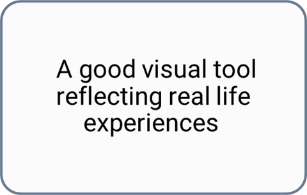 A good visual tool
reflecting real life
experiences